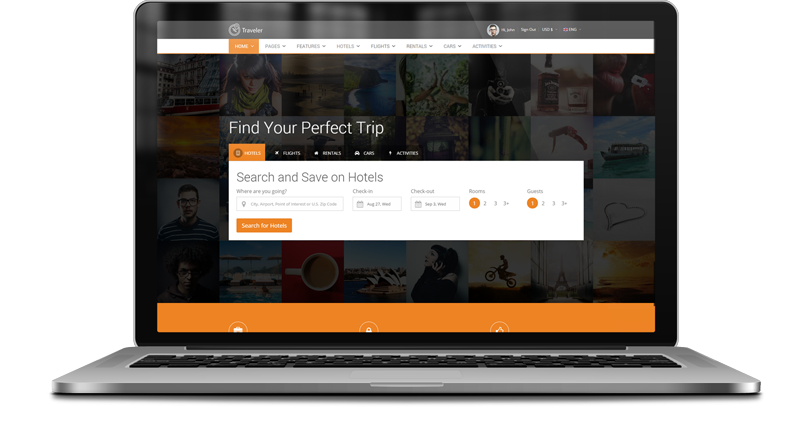 Traveler
Hi, John Sign Out USD $ ENG
HOME PAGES FEATURES HOTELS FLIGHTS RENTALS CARS ACTIVITIES
Find Your Perfect Trip
HOTELS FLIGHTS RENTALS CARS ACTIVITIES
Search and Save on Hotels
Where are you going? Check-in Check-out Rooms Guests
City, Airport, Point of Interest or U.S. Zip Code Aug 27, Wed Sep 3, Wed 1 2 3 3+ 1 2 3 3+
Search for Hotels